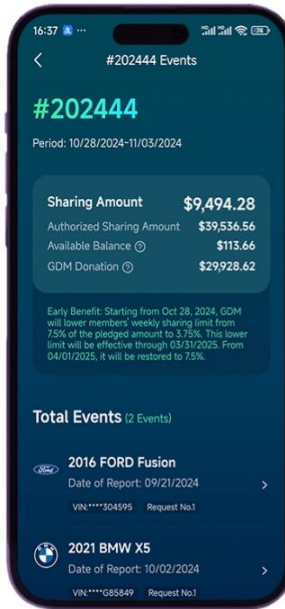 16:37
#202444 Events
#202444
Period: 10/28/2024-11/03/2024
Sharing Amount $9,494.28
Authorized Sharing Amount $39,536.56
Available Balance $113.66
GDM Donation $29,928.62
Early Benefit: Starting from Oct 28, 2024, GDM
will lower members' weekly sharing limit from
7.5% of the pledged amount to 3.75%. This lower
limit will be effective through 03/31/2025. From
04/01/2025, it will be restored to 7.5%.
Total Events (2 Events)
Ford
2016 FORD Fusion
Date of Report: 09/21/2024
VIN:****304595 Request No.1
2021 BMW X5
Date of Report: 10/02/2024
VIN:****G85849 Request No.1